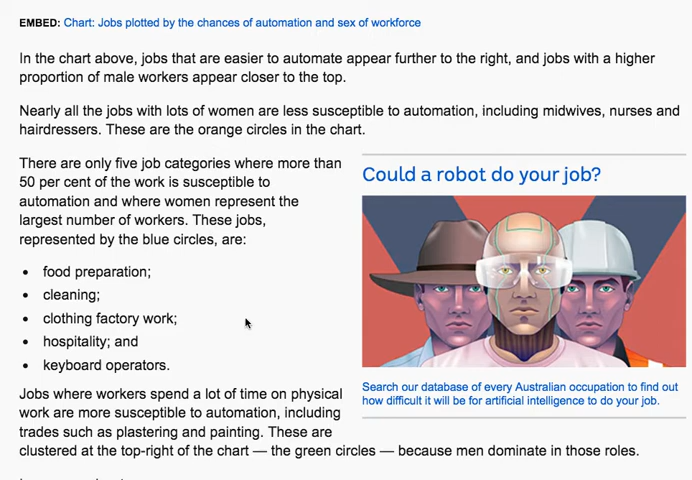 EMBED: Chart: Jobs plotted by the chances of automation and sex of workforce
In the chart above, jobs that are easier to automate appear further to the right, and jobs with a higher
proportion of male workers appear closer to the top.
Nearly all the jobs with lots of women are less susceptible to automation, including midwives, nurses and
hairdressers. These are the orange circles in the chart.
There are only five job categories where more than
50 per cent of the work is susceptible to
automation and where women represent the
largest number of workers. These jobs,
represented by the blue circles, are:
• food preparation;
• cleaning;
• clothing factory work;
• hospitality; and
• keyboard operators.
Could a robot do your job?
Search our database of every Australian occupation to find out
how difficult it will be for artificial intelligence to do your job.
Jobs where workers spend a lot of time on physical
work are more susceptible to automation, including
trades such as plastering and painting. These are
clustered at the top-right of the chart — the green circles — because men dominate in those roles.